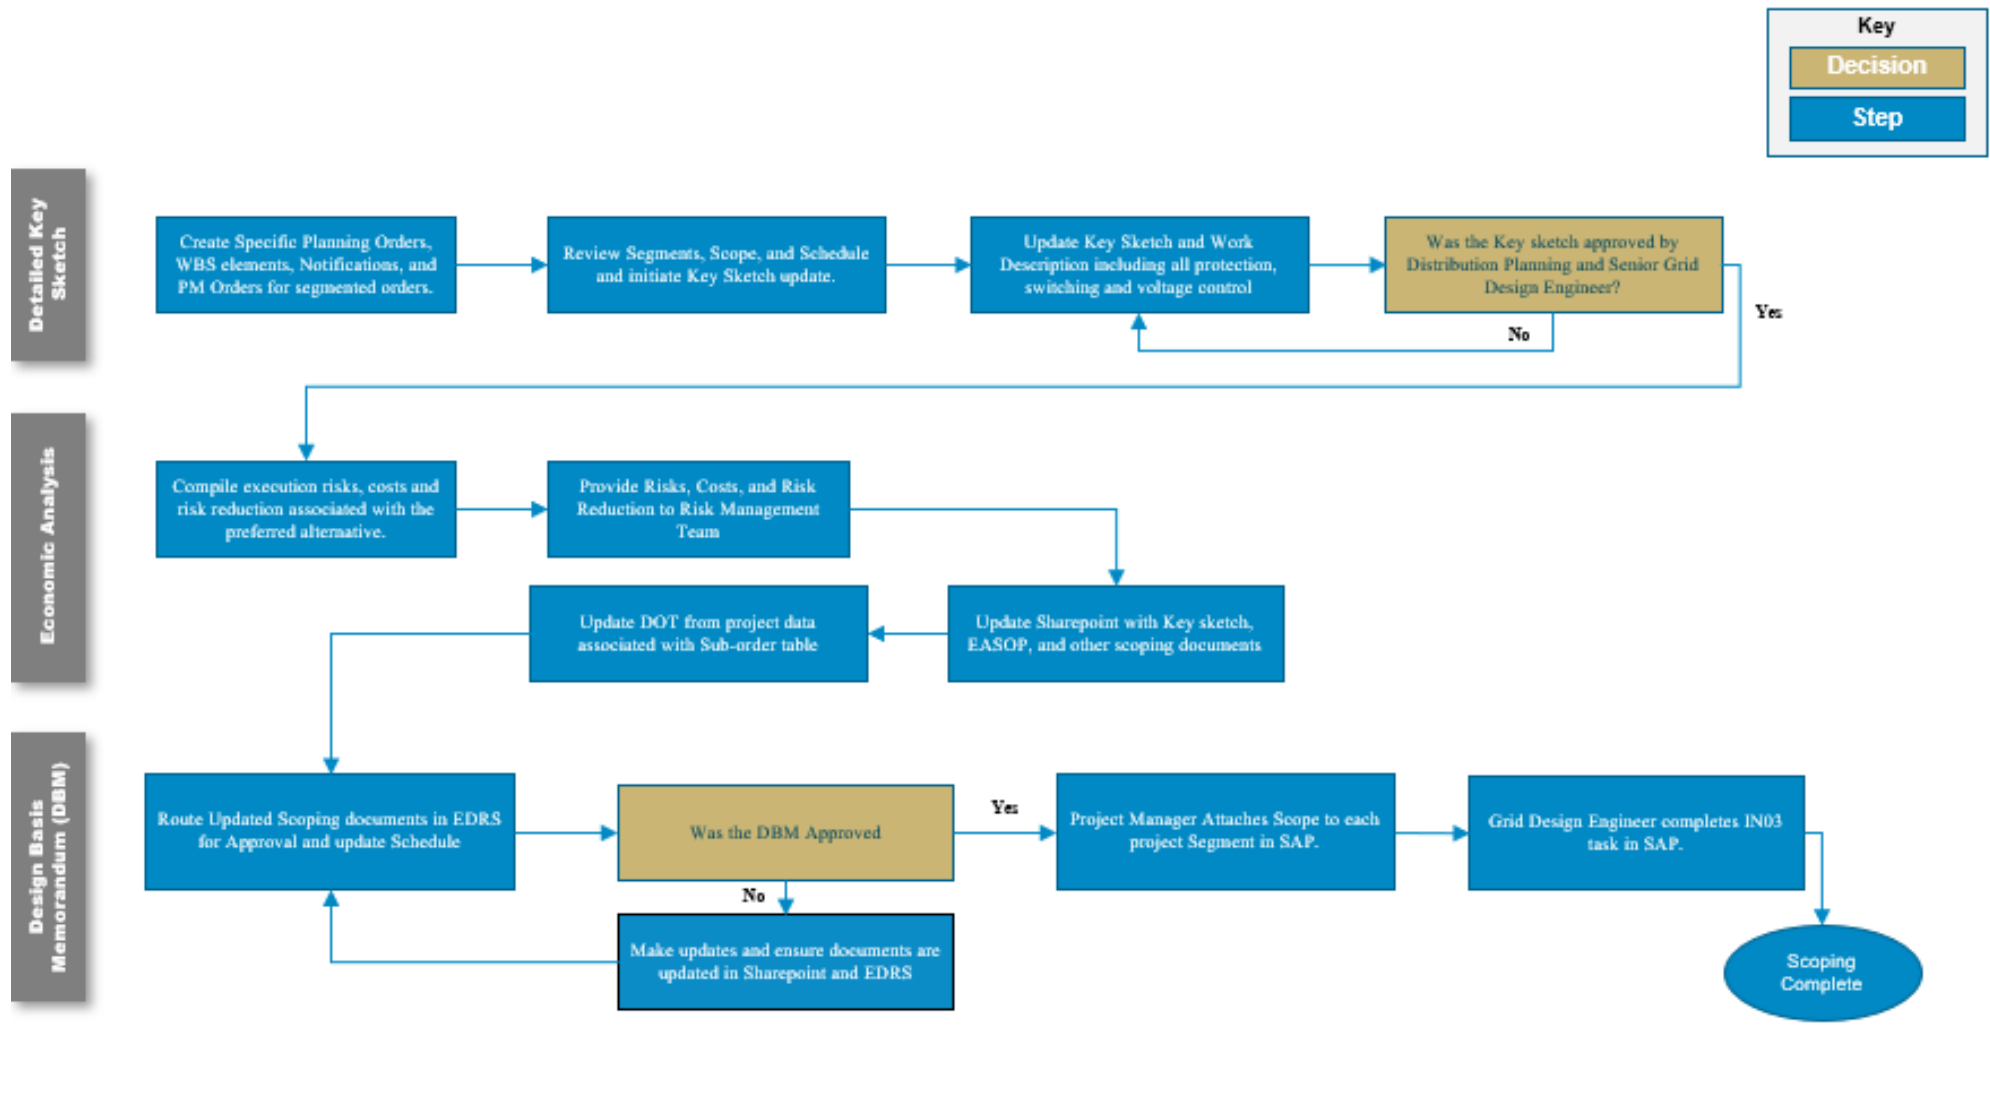 Key
Decision
Step
Detailed Key
Sketch
Create Specific Planning Orders,
WBS elements, Notifications, and
PM Orders for segmented orders.
Review Segments, Scope, and Schedule
and initiate Key Sketch update.
Update Key Sketch and Work
Description including all protection,
switching and voltage control
Was the Key sketch approved by
Distribution Planning and Senior Grid
Design Engineer?
Yes
No
Economic Analysis
Compile execution risks, costs and
risk reduction associated with the
preferred alternative.
Provide Risks, Costs, and Risk
Reduction to Risk Management
Team
Update DOT from project data
associated with Sub-order table
Update Sharepoint with Key sketch,
EASOP, and other scoping documents
Design Basis
Memorandum (DBM)
Route Updated Scoping documents in EDRS
for Approval and update Schedule
Was the DBM Approved
Yes
Project Manager Attaches Scope to each
project Segment in SAP.
Grid Design Engineer completes IN03
task in SAP.
No
Make updates and ensure documents are
updated in Sharepoint and EDRS
Scoping
Complete